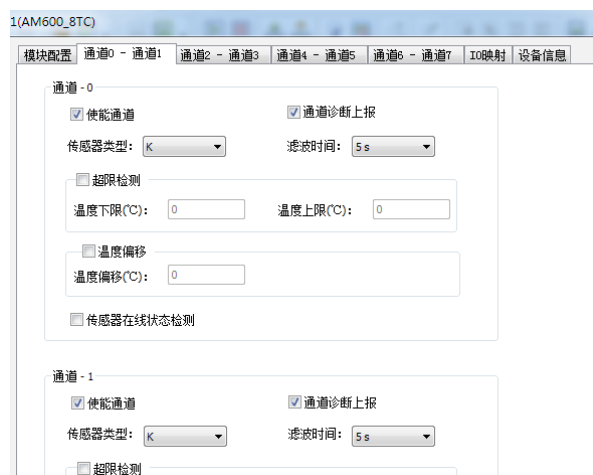 1(AM600_8TC)
模块配置 通道0 - 通道1 通道2 - 通道3 通道4 - 通道5 通道6 - 通道7 IO映射 设备信息
通道 - 0
使能通道 通道诊断上报
传感器类型： K 滤波时间： 5s
超限检测
温度下限(℃)： 0 温度上限(℃)： 0
温度偏移
温度偏移(℃)： 0
传感器在线状态检测
通道 - 1
使能通道 通道诊断上报
传感器类型： K 滤波时间： 5s
超限检测